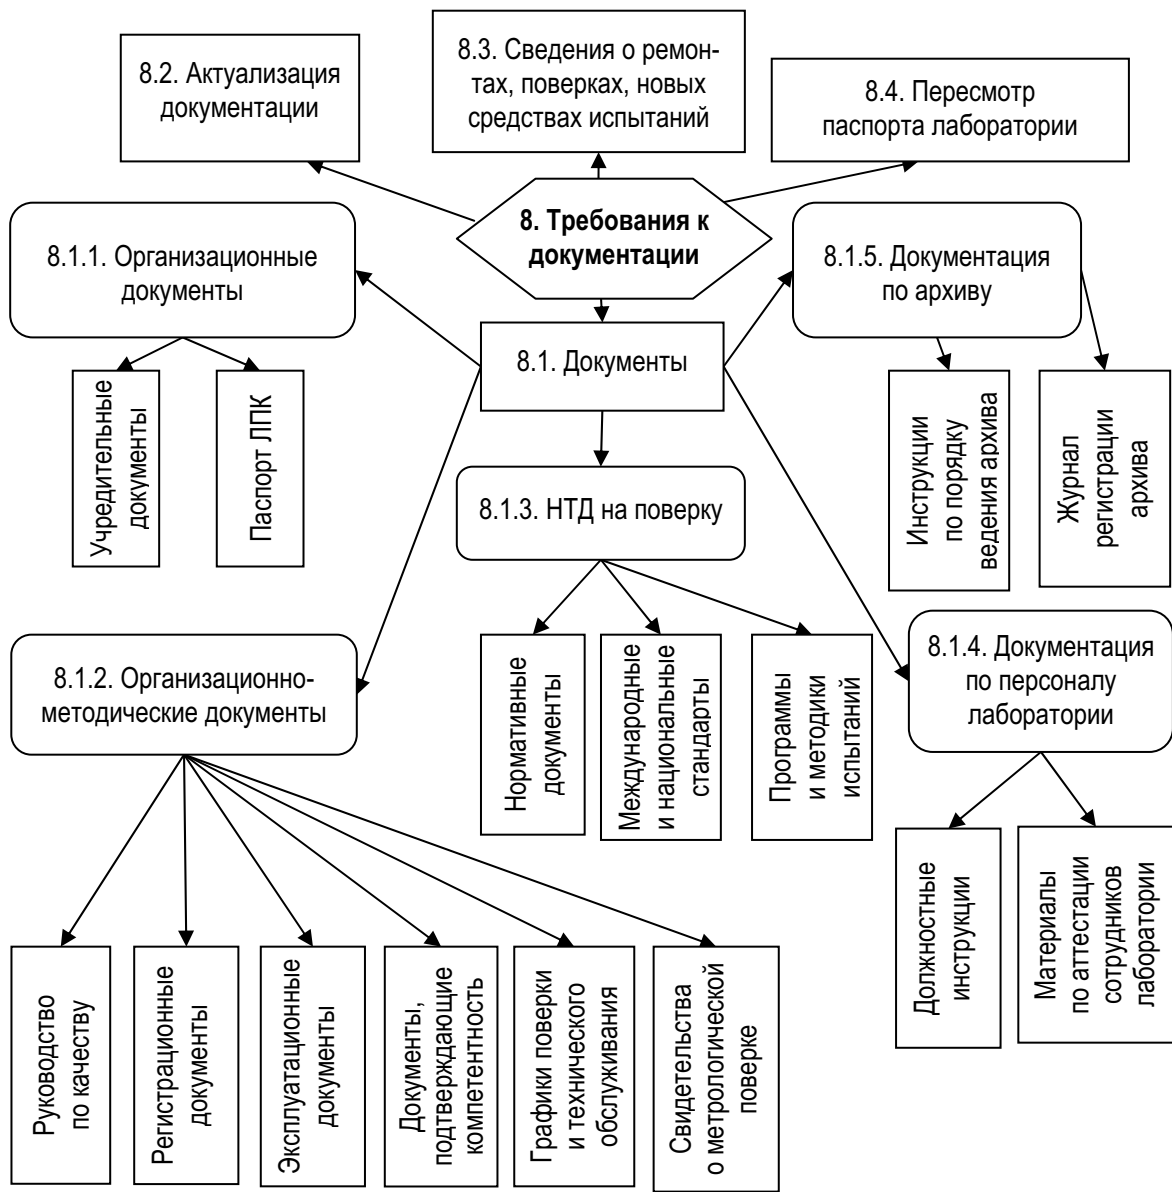 8.2. Актуализация
документации
8.3. Сведения о ремон-
тах, поверках, новых
средствах испытаний
8.4. Пересмотр
паспорта лаборатории
8. Требования к
документации
8.1.1. Организационные
документы
8.1.5. Документация
по архиву
8.1. Документы
Учредительные
документы
Паспорт ЛПК
Инструкции
по порядку
ведения архива
Журнал
регистрации
архива
8.1.3. НТД на поверку
8.1.2. Организационно-
методические документы
Нормативные
документы
Международные
и национальные
стандарты
Программы
и методики
испытаний
8.1.4. Документация
по персоналу
лаборатории
Должностные
инструкции
Материалы
по аттестации
сотрудников
лаборатории
Руководство
по качеству
Регистрационные
документы
Эксплуатационные
документы
Документы,
подтверждающие
компетентность
Графики поверки
и технического
обслуживания
Свидетельства
о метрологической
поверке